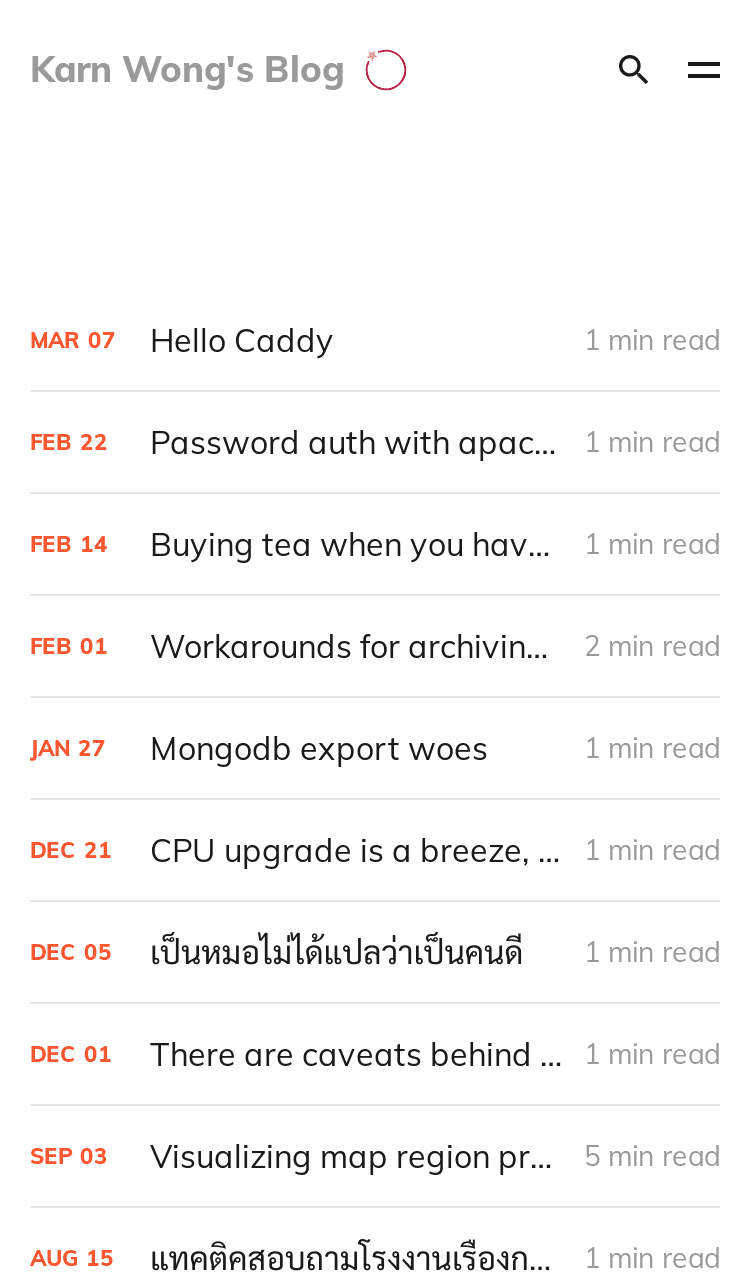 Karn Wong's Blog
MAR 07 Hello Caddy 1 min read
FEB 22 Password auth with apac... 1 min read
FEB 14 Buying tea when you hav... 1 min read
FEB 01 Workarounds for archivin... 2 min read
JAN 27 Mongodb export woes 1 min read
DEC 21 CPU upgrade is a breeze, ... 1 min read
DEC 05 เป็นหมอไม่ได้แปลว่าเป็นคนดี 1 min read
DEC 01 There are caveats behind ... 1 min read
SEP 03 Visualizing map region pr... 5 min read
AUG 15 แทคติคสอบถามโรงงานเรื่องก... 1 min read